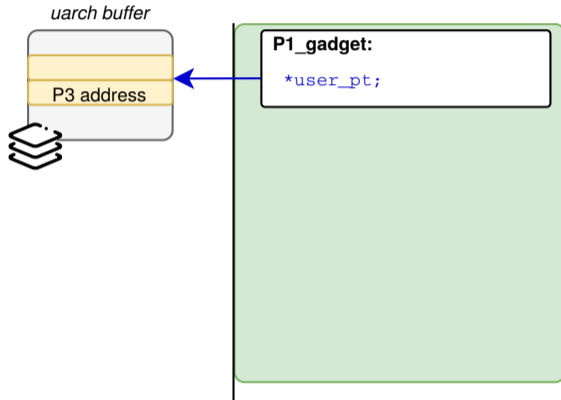 uarch buffer
P3 address
P1_gadget:
*user_pt;